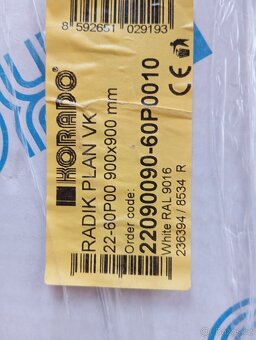 8 592651 029193
KORADO
RADIK PLAN VK
22-60P00 900x900 mm
Order code:
22090090-60P0010
White RAL 9016
236394 / 8534 R
CE